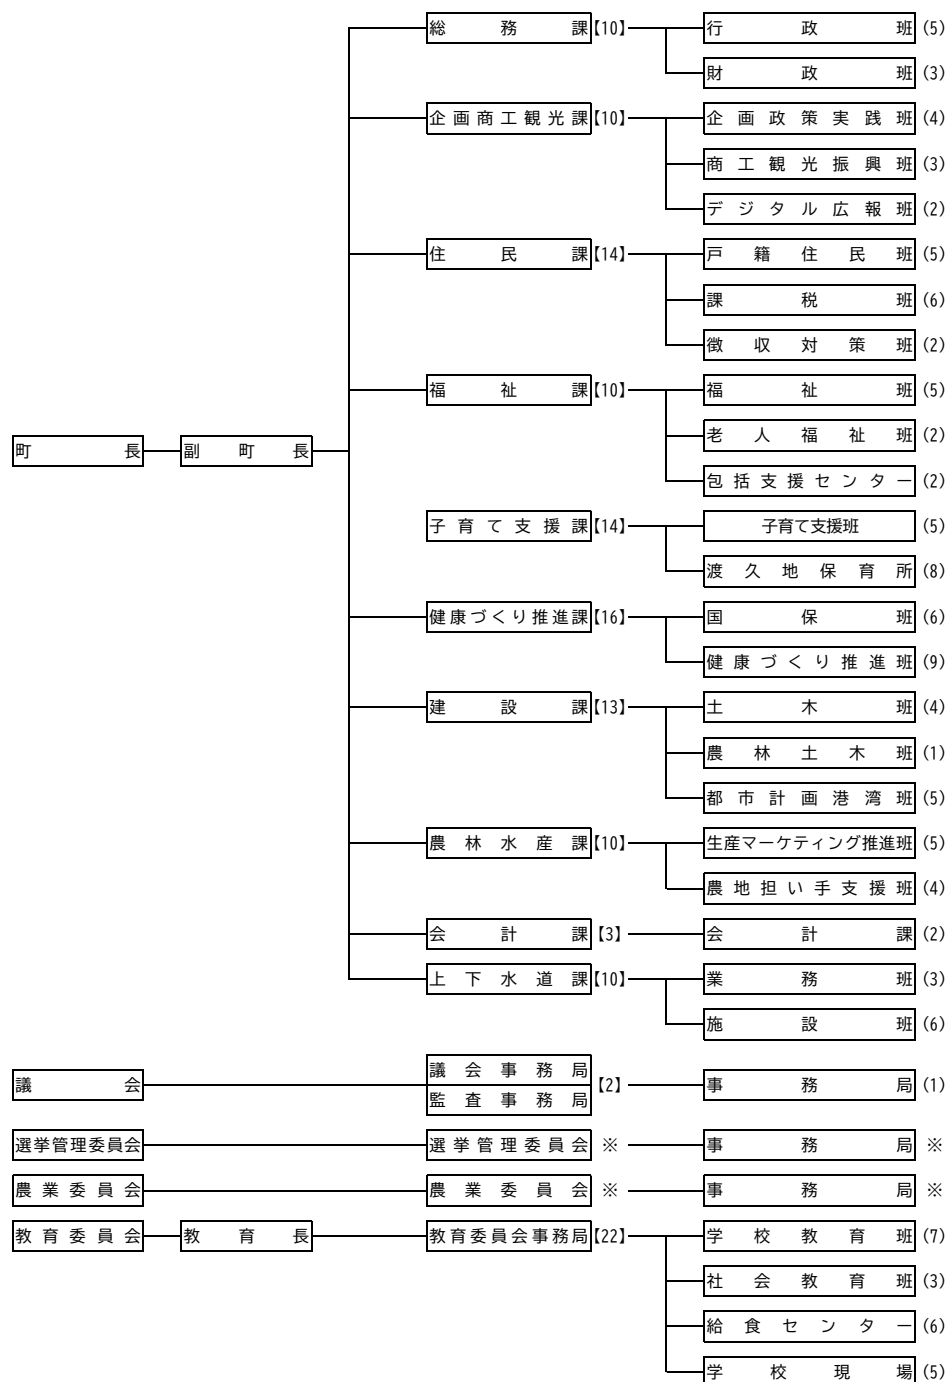 総務課【10】 行政班 (5)
財政班 (3)
企画商工観光課【10】 企画政策実践班 (4)
商工観光振興班 (3)
デジタル広報班 (2)
住民課【14】 戸籍住民班 (5)
課税班 (6)
徴収対策班 (2)
福祉課【10】 福祉班 (5)
町長 副町長 老人福祉班 (2)
包括支援センター (2)
子育て支援課【14】 子育て支援班 (5)
渡久地保育所 (8)
健康づくり推進課【16】 国保班 (6)
健康づくり推進班 (9)
建設課【13】 土木班 (4)
農林土木班 (1)
都市計画港湾班 (5)
農林水産課【10】 生産マーケティング推進班 (5)
農地担い手支援班 (4)
会計課【3】 会計課 (2)
上下水道課【10】 業務班 (3)
施設班 (6)
議会 議会事務局 監査事務局【2】 事務局 (1)
選挙管理委員会 選挙管理委員会 ※ 事務局 ※
農業委員会 農業委員会 ※ 事務局 ※
教育委員会 教育長 教育委員会事務局【22】 学校教育班 (7)
社会教育班 (3)
給食センター (6)
学校現場 (5)